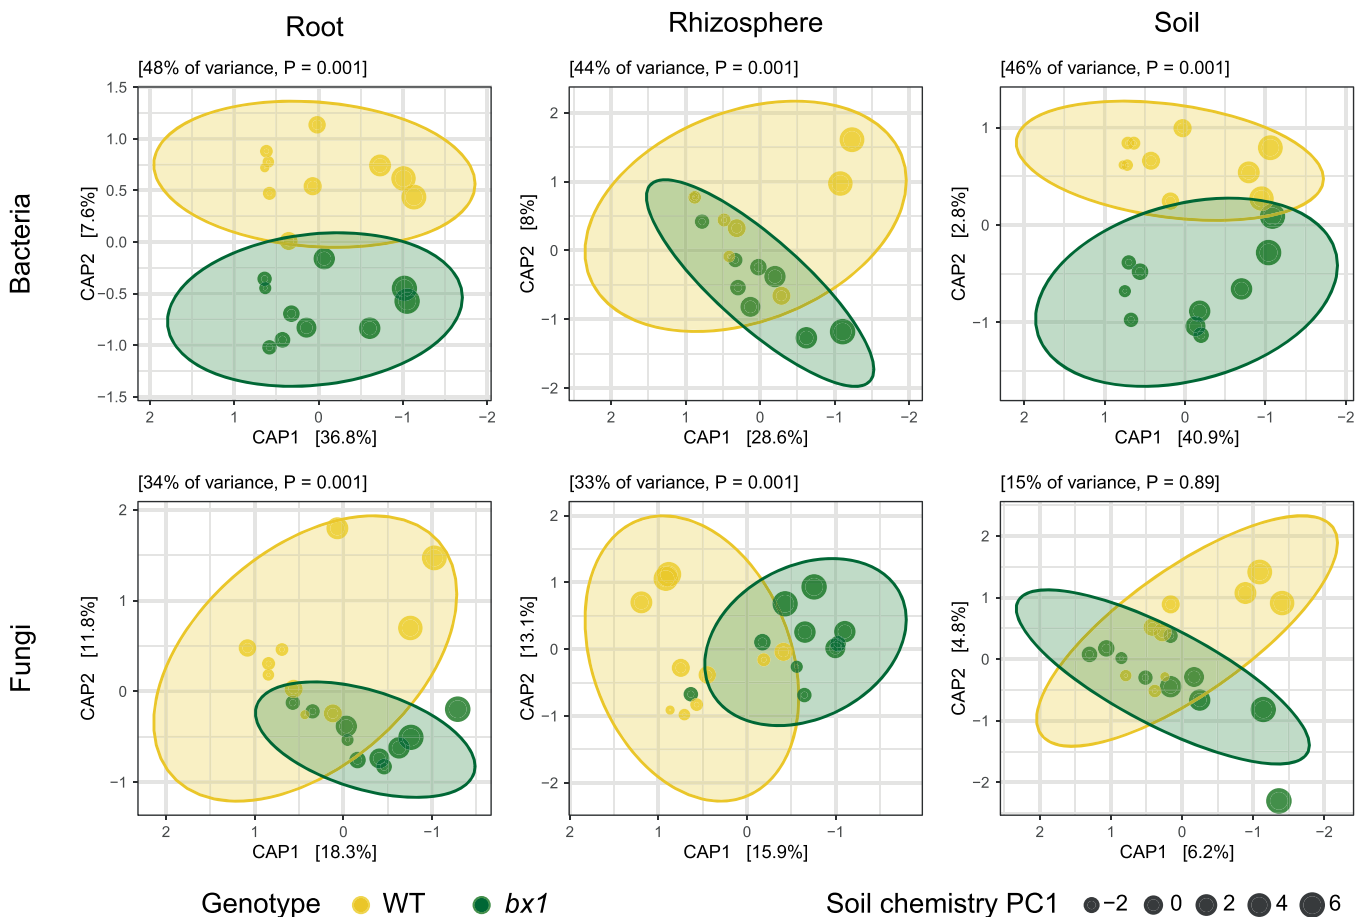 Root
Rhizosphere
Soil
Bacteria
[48% of variance, P = 0.001]
1.5
1.0
0.5
0.0
−0.5
−1.0
−1.5
CAP2 [7.6%]
2 1 0 −1 −2
CAP1 [36.8%]
[44% of variance, P = 0.001]
2
1
0
−1
−2
CAP2 [8%]
2 1 0 −1 −2
CAP1 [28.6%]
[46% of variance, P = 0.001]
1
0
−1
CAP2 [2.8%]
2 1 0 −1 −2
CAP1 [40.9%]
Fungi
[34% of variance, P = 0.001]
2
1
0
−1
CAP2 [11.8%]
2 1 0 −1
CAP1 [18.3%]
[33% of variance, P = 0.001]
2
1
0
−1
−2
CAP2 [13.1%]
2 1 0 −1
CAP1 [15.9%]
[15% of variance, P = 0.89]
2
1
0
−1
−2
CAP2 [4.8%]
2 1 0 −1 −2
CAP1 [6.2%]
Genotype WT bx1
Soil chemistry PC1 −2 0 2 4 6